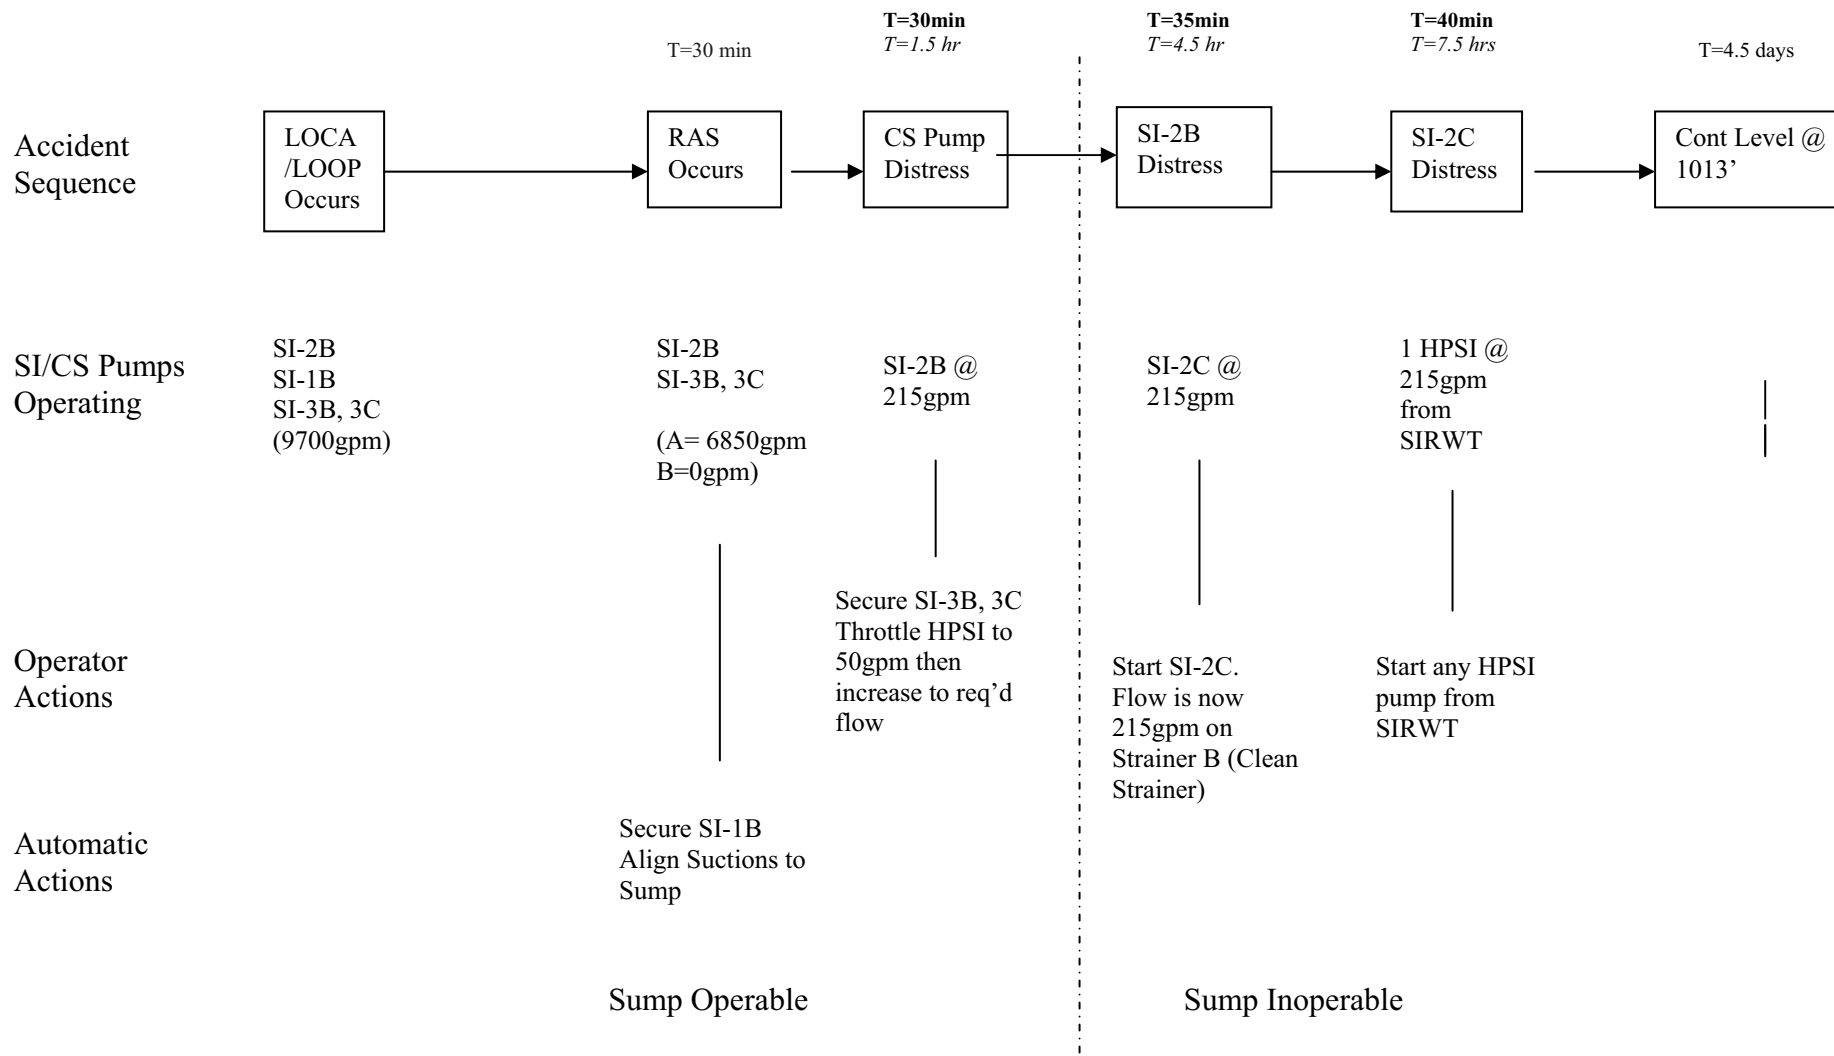 T=30min
T=1.5 hr
T=35min
T=4.5 hr
T=40min
T=7.5 hrs
T=30 min
T=4.5 days
Accident
Sequence
LOCA
/LOOP
Occurs
RAS
Occurs
CS Pump
Distress
SI-2B
Distress
SI-2C
Distress
Cont Level @
1013’
SI/CS Pumps
Operating
SI-2B
SI-1B
SI-3B, 3C
(9700gpm)
SI-2B
SI-3B, 3C
(A= 6850gpm
B=0gpm)
SI-2B @
215gpm
SI-2C @
215gpm
1 HPSI @
215gpm
from
SIRWT
Operator
Actions
Secure SI-3B, 3C
Throttle HPSI to
50gpm then
increase to req’d
flow
Start SI-2C.
Flow is now
215gpm on
Strainer B (Clean
Strainer)
Start any HPSI
pump from
SIRWT
Automatic
Actions
Secure SI-1B
Align Suctions to
Sump
Sump Operable
Sump Inoperable